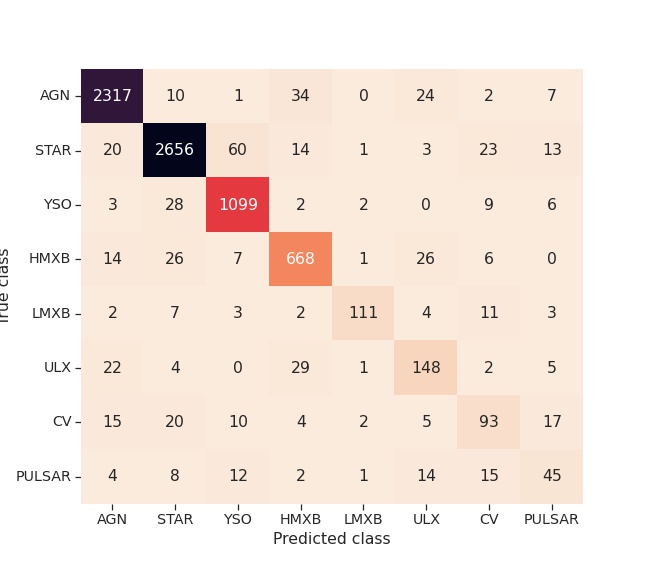 AGN 2317 10 1 34 0 24 2 7
STAR 20 2656 60 14 1 3 23 13
YSO 3 28 1099 2 2 0 9 6
HMXB 14 26 7 668 1 26 6 0
LMXB 2 7 3 2 111 4 11 3
ULX 22 4 0 29 1 148 2 5
CV 15 20 10 4 2 5 93 17
PULSAR 4 8 12 2 1 14 15 45
AGN STAR YSO HMXB LMXB ULX CV PULSAR
Predicted class
True class